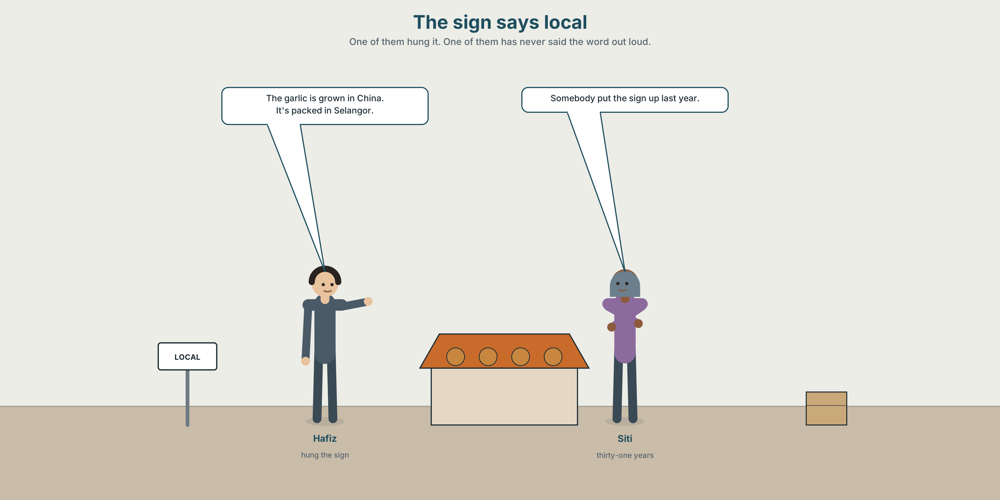 The sign says local
One of them hung it. One of them has never said the word out loud.
The garlic is grown in China.
It's packed in Selangor.
Somebody put the sign up last year.
LOCAL
Hafiz
hung the sign
Siti
thirty-one years